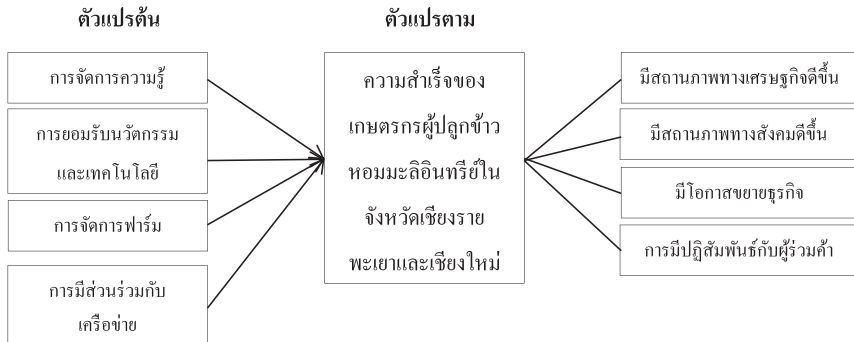 ตัวแปรต้น
ตัวแปรตาม
การจัดการความรู้
การยอมรับนวัตกรรม
และเทคโนโลยี
การจัดการฟาร์ม
การมีส่วนร่วมกับ
เครือข่าย
ความสำเร็จของ
เกษตรกรผู้ปลูกข้าว
หอมมะลิอินทรีย์ใน
จังหวัดเชียงราย
พะเยาและเชียงใหม่
มีสถานภาพทางเศรษฐกิจดีขึ้น
มีสถานภาพทางสังคมดีขึ้น
มีโอกาสขยายธุรกิจ
การมีปฏิสัมพันธ์กับผู้ร่วมค้า